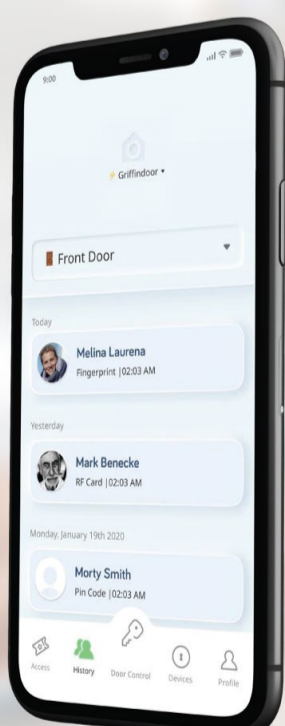 9:00
⚡ Griffindoor ▾
Front Door
Today
Melina Laurena
Fingerprint |02:03 AM
Yesterday
Mark Benecke
RF Card |02:03 AM
Monday, January 19th 2020
Morty Smith
Pin Code |02:03 AM
Access
History
Door Control
Devices
Profile